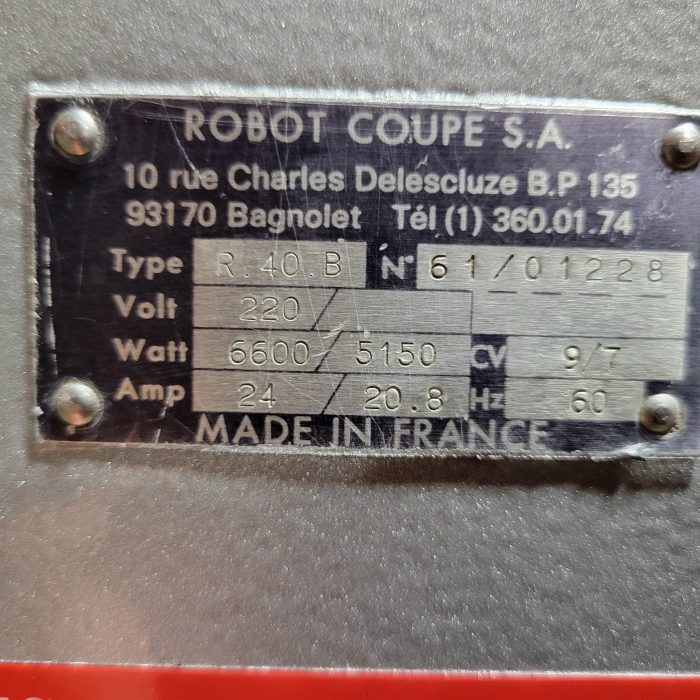 ROBOT COUPE S.A.
10 rue Charles Delescluze B.P 135
93170 Bagnolet Tél (1) 360.01.74
Type R.40.B N° 61/01228
Volt 220/
Watt 6600/5150 CV 9/7
Amp 24/20.8 Hz 60
MADE IN FRANCE